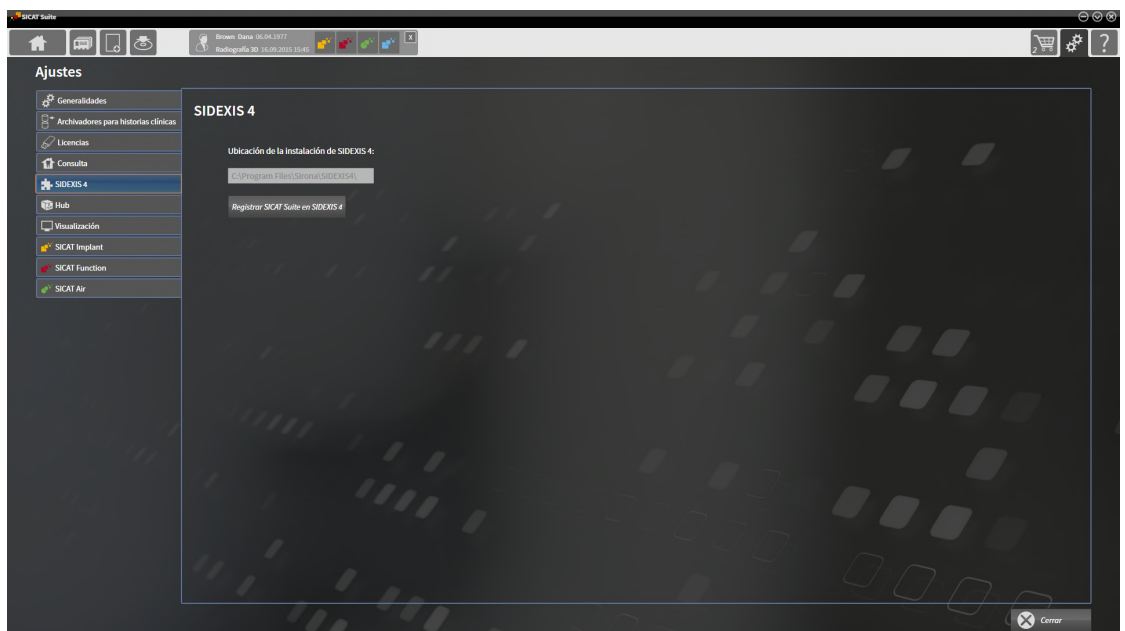 SICAT Suite
Brown Dana 06.04.1977
Radiografía 3D 16.09.2015 15:45
X
2
?
Ajustes
Generalidades
Archivadores para historias clínicas
Licencias
Consulta
SIDEXIS 4
Hub
Visualización
SICAT Implant
SICAT Function
SICAT Air
SIDEXIS 4
Ubicación de la instalación de SIDEXIS 4:
C:\Program Files\Sirona\SIDEXIS4\
Registrar SICAT Suite en SIDEXIS 4
Cerrar